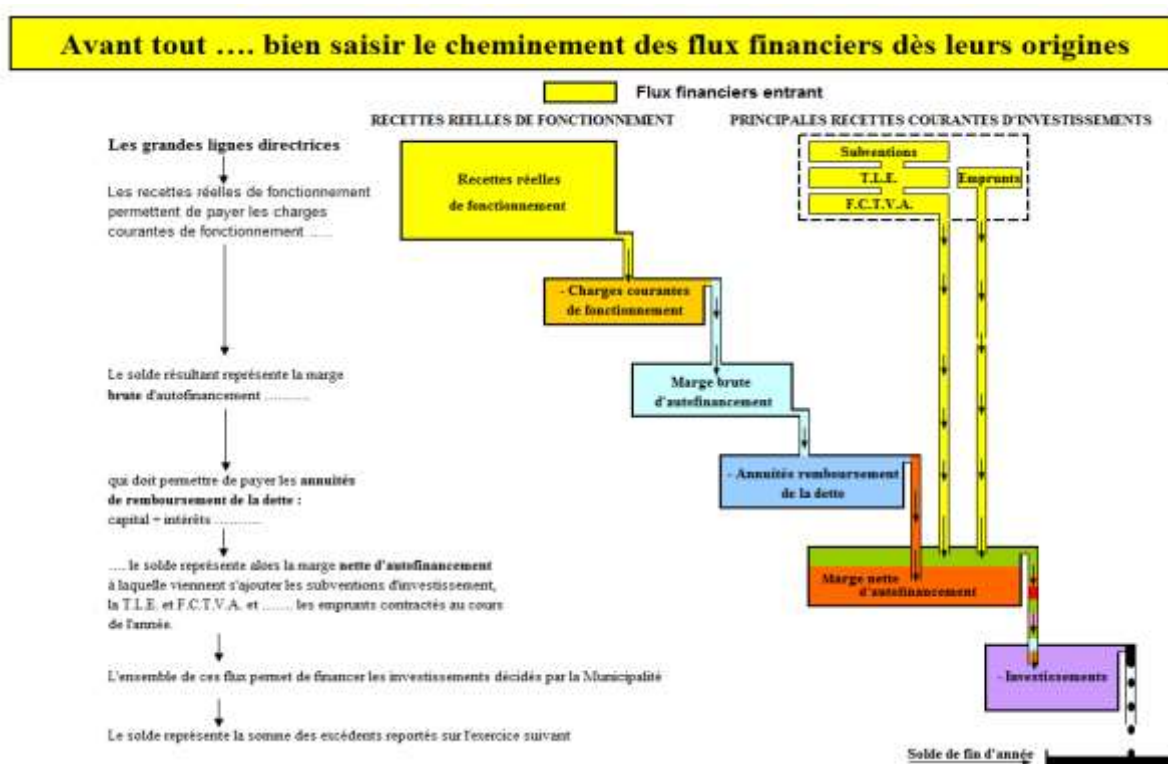 Avant tout …. bien saisir le cheminement des flux financiers dès leurs origines
Flux financiers entrant
RECETTES REELLES DE FONCTIONNEMENT
PRINCIPALES RECETTES COURANTES D'INVESTISSEMENTS
Les grandes lignes directrices
Les recettes réelles de fonctionnement
permettent de payer les charges
courantes de fonctionnement ......
Le solde résultant représente la marge
brute d'autofinancement ............
qui doit permettre de payer les annuités
de remboursement de la dette :
capital + intérêts ............
.... le solde représente alors la marge nette d'autofinancement
à laquelle viennent s'ajouter les subventions d'investissement,
la T.L.E. et F.C.T.V.A. et ........ les emprunts contractés au cours
de l'année.
L'ensemble de ces flux permet de financer les investissements décidés par la Municipalité
Le solde représente la somme des excédents reportés sur l'exercice suivant
Recettes réelles
de fonctionnement
Subventions
T.L.E.
F.C.T.V.A.
Emprunts
- Charges courantes
de fonctionnement
Marge brute
d'autofinancement
- Annuités remboursement
de la dette
Marge nette
d'autofinancement
- Investissements
Solde de fin d'année